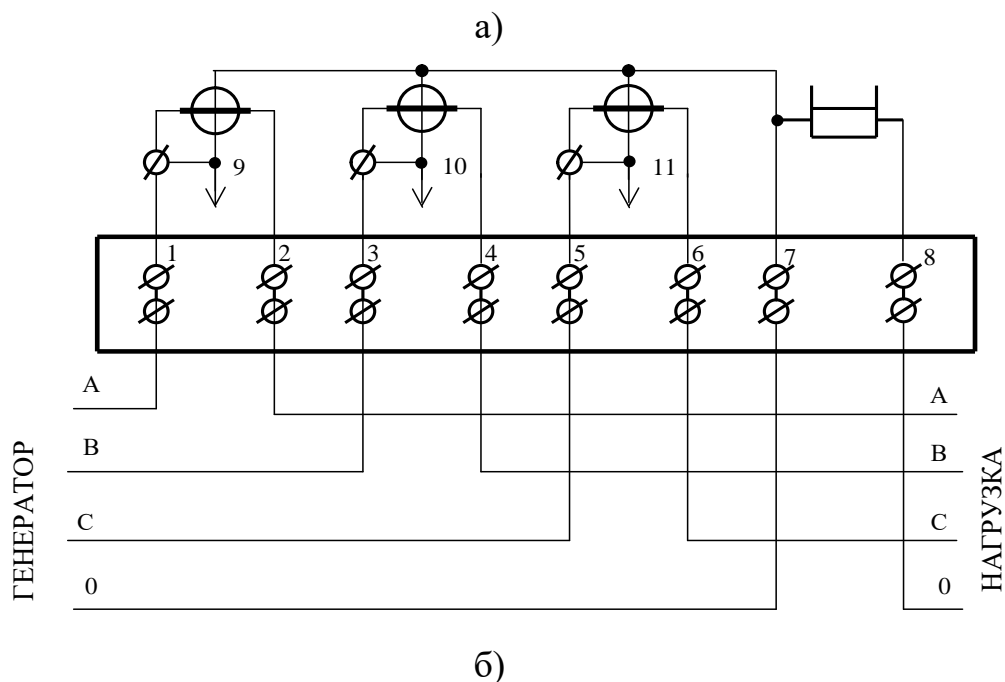 а)
9 10 11
1 2 3 4 5 6 7 8
А А
В В
С С
0 0
ГЕНЕРАТОР
НАГРУЗКА
б)